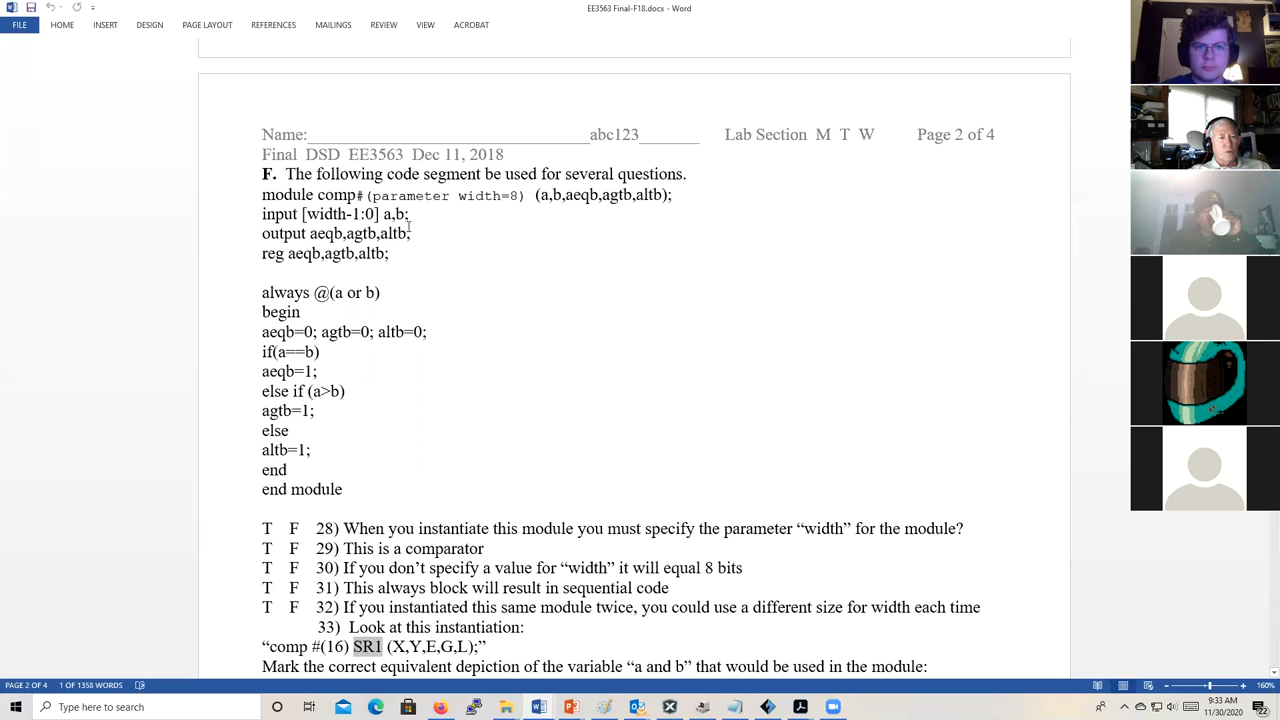 EE3563 Final-F18.docx - Word
FILE HOME INSERT DESIGN PAGE LAYOUT REFERENCES MAILINGS REVIEW VIEW ACROBAT
Name:_____________________________abc123______ Lab Section M T W Page 2 of 4
Final DSD EE3563 Dec 11, 2018
F. The following code segment be used for several questions.
module comp#(parameter width=8) (a,b,aeqb,agtb,altb);
input [width-1:0] a,b;
output aeqb,agtb,altb;
reg aeqb,agtb,altb;
always @(a or b)
begin
aeqb=0; agtb=0; altb=0;
if(a==b)
aeqb=1;
else if (a>b)
agtb=1;
else
altb=1;
end
end module
T F 28) When you instantiate this module you must specify the parameter “width” for the module?
T F 29) This is a comparator
T F 30) If you don’t specify a value for “width” it will equal 8 bits
T F 31) This always block will result in sequential code
T F 32) If you instantiated this same module twice, you could use a different size for width each time
33) Look at this instantiation:
“comp #(16) SR1 (X,Y,E,G,L);”
Mark the correct equivalent depiction of the variable “a and b” that would be used in the module:
PAGE 2 OF 4 1 OF 1358 WORDS 160%
Type here to search
9:33 AM
11/30/2020
22